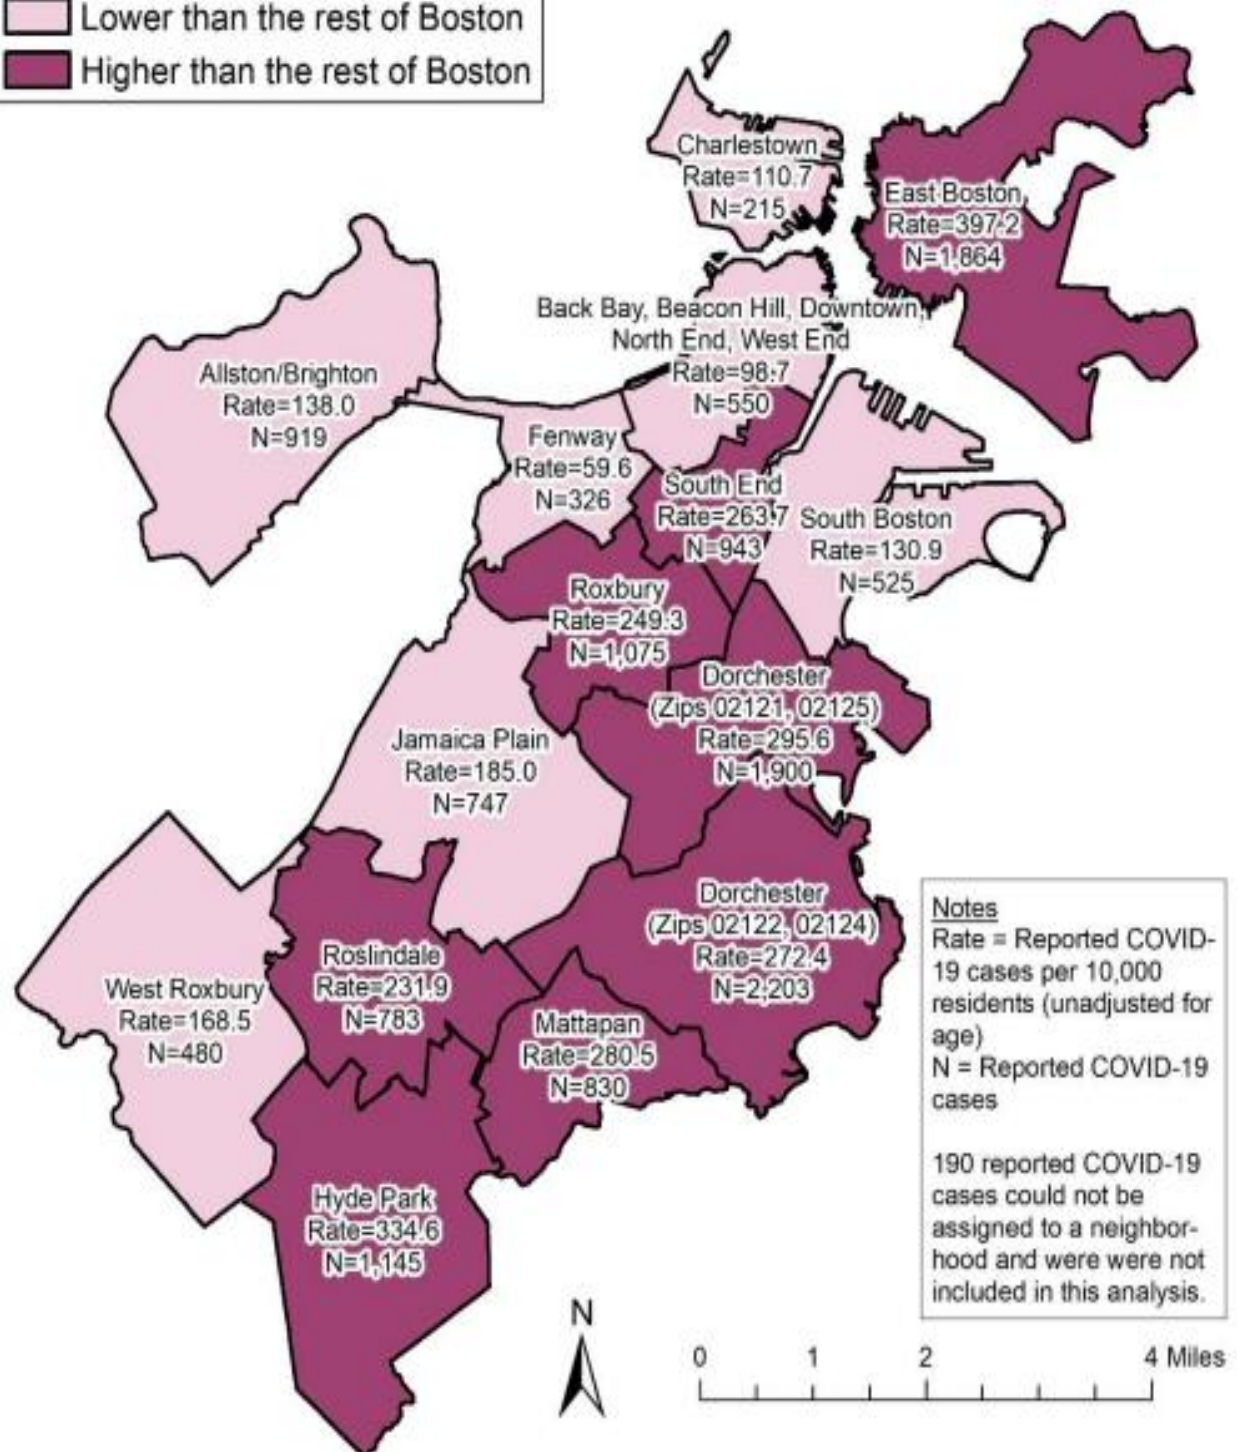 Lower than the rest of Boston
Higher than the rest of Boston
Charlestown
Rate=110.7
N=215
East Boston
Rate=397.2
N=1,864
Back Bay, Beacon Hill, Downtown,
North End, West End
Rate=98.7
N=550
Allston/Brighton
Rate=138.0
N=919
Fenway
Rate=59.6
N=326
South End
Rate=263.7
N=943
South Boston
Rate=130.9
N=525
Roxbury
Rate=249.3
N=1,075
Dorchester
(Zips 02121, 02125)
Rate=295.6
N=1,900
Jamaica Plain
Rate=185.0
N=747
Dorchester
(Zips 02122, 02124)
Rate=272.4
N=2,203
Roslindale
Rate=231.9
N=783
West Roxbury
Rate=168.5
N=480
Mattapan
Rate=280.5
N=830
Hyde Park
Rate=334.6
N=1,145
Notes
Rate = Reported COVID-
19 cases per 10,000
residents (unadjusted for
age)
N = Reported COVID-19
cases
190 reported COVID-19
cases could not be
assigned to a neighbor-
hood and were were not
included in this analysis.
N
0 1 2 4 Miles